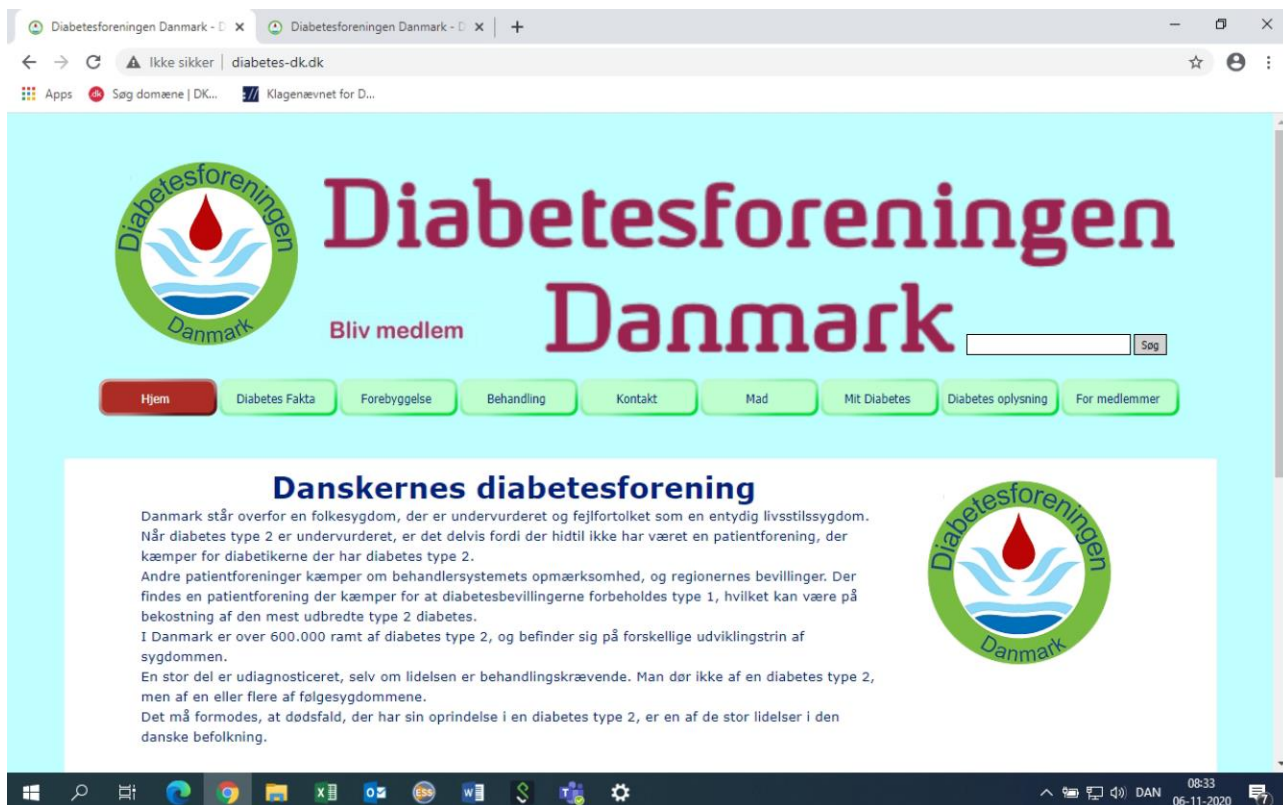 Diabetesforeningen Danmark - D
Diabetesforeningen Danmark - D
Ikke sikker | diabetes-dk.dk
Apps
Søg domæne | DK...
Klagenævnet for D...
Diabetesforeningen
Danmark
Diabetesforeningen
Danmark
Bliv medlem
Søg
Hjem
Diabetes Fakta
Forebyggelse
Behandling
Kontakt
Mad
Mit Diabetes
Diabetes oplysning
For medlemmer
Danskernes diabetesforening
Danmark står overfor en folkesygdom, der er undervurderet og fejlfortolket som en entydig livsstilssygdom.
Når diabetes type 2 er undervurderet, er det delvis fordi der hidtil ikke har været en patientforening, der
kæmper for diabetikerne der har diabetes type 2.
Andre patientforeninger kæmper om behandlersystemets opmærksomhed, og regionernes bevillinger. Der
findes en patientforening der kæmper for at diabetesbevillingerne forbeholdes type 1, hvilket kan være på
bekostning af den mest udbredte type 2 diabetes.
I Danmark er over 600.000 ramt af diabetes type 2, og befinder sig på forskellige udviklingstrin af
sygdommen.
En stor del er udiagnosticeret, selv om lidelsen er behandlingskrævende. Man dør ikke af en diabetes type 2,
men af en eller flere af følgesygdommene.
Det må formodes, at dødsfald, der har sin oprindelse i en diabetes type 2, er en af de stor lidelser i den
danske befolkning.
Diabetesforeningen
Danmark
ESS
DAN
08:33
06-11-2020
7